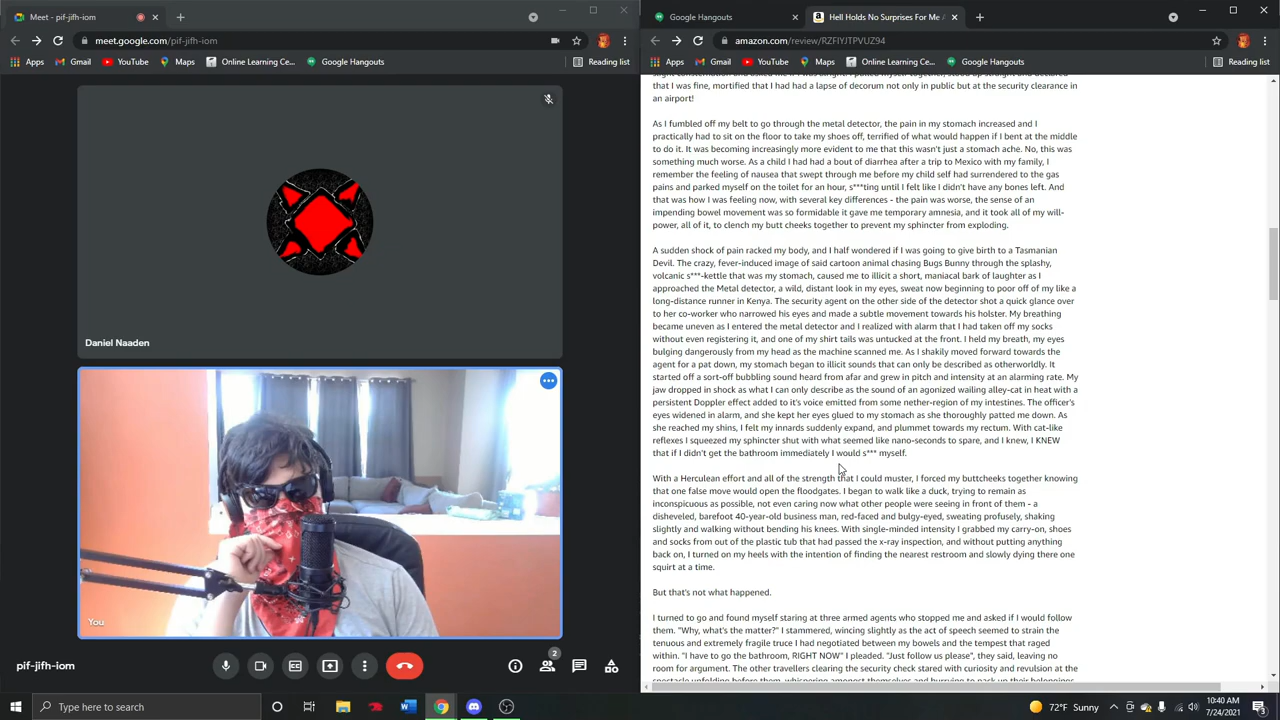 Meet - pif-jifh-iom
Google Hangouts
Hell Holds No Surprises For Me A
meet.google.com/pif-jifh-iom
amazon.com/review/RZFIYJTPVUZ94
Apps Gmail YouTube Maps Online Learning Ce... Google Hangouts Reading list
Apps Gmail YouTube Maps Online Learning Ce... Google Hangouts Reading list
that I was fine, mortified that I had had a lapse of decorum not only in public but at the security clearance in
an airport!
As I fumbled off my belt to go through the metal detector, the pain in my stomach increased and I
practically had to sit on the floor to take my shoes off, terrified of what would happen if I bent at the middle
to do it. It was becoming increasingly more evident to me that this wasn't just a stomach ache. No, this was
something much worse. As a child I had had a bout of diarrhea after a trip to Mexico with my family, I
remember the feeling of nausea that swept through me before my child self had surrendered to the gas
pains and parked myself on the toilet for an hour, s***ting until I felt like I didn't have any bones left. And
that was how I was feeling now, with several key differences - the pain was worse, the sense of an
impending bowel movement was so formidable it gave me temporary amnesia, and it took all of my will-
power, all of it, to clench my butt cheeks together to prevent my sphincter from exploding.
A sudden shock of pain racked my body, and I half wondered if I was going to give birth to a Tasmanian
Devil. The crazy, fever-induced image of said cartoon animal chasing Bugs Bunny through the splashy,
volcanic s***-kettle that was my stomach, caused me to illicit a short, maniacal bark of laughter as I
approached the Metal detector, a wild, distant look in my eyes, sweat now beginning to poor off of my like a
long-distance runner in Kenya. The security agent on the other side of the detector shot a quick glance over
to her co-worker who narrowed his eyes and made a subtle movement towards his holster. My breathing
became uneven as I entered the metal detector and I realized with alarm that I had taken off my socks
without even registering it, and one of my shirt tails was untucked at the front. I held my breath, my eyes
bulging dangerously from my head as the machine scanned me. As I shakily moved forward towards the
agent for a pat down, my stomach began to illicit sounds that can only be described as otherworldly. It
started off a sort-off bubbling sound heard from afar and grew in pitch and intensity at an alarming rate. My
jaw dropped in shock as what I can only describe as the sound of an agonized wailing alley-cat in heat with a
persistent Doppler effect added to it's voice emitted from some nether-region of my intestines. The officer's
eyes widened in alarm, and she kept her eyes glued to my stomach as she thoroughly patted me down. As
she reached my shins, I felt my innards suddenly expand, and plummet towards my rectum. With cat-like
reflexes I squeezed my sphincter shut with what seemed like nano-seconds to spare, and I knew, I KNEW
that if I didn't get the bathroom immediately I would s*** myself.
With a Herculean effort and all of the strength that I could muster, I forced my buttcheeks together knowing
that one false move would open the floodgates. I began to walk like a duck, trying to remain as
inconspicuous as possible, not even caring now what other people were seeing in front of them - a
disheveled, barefoot 40-year-old business man, red-faced and bulgy-eyed, sweating profusely, shaking
slightly and walking without bending his knees. With single-minded intensity I grabbed my carry-on, shoes
and socks from out of the plastic tub that had passed the x-ray inspection, and without putting anything
back on, I turned on my heels with the intention of finding the nearest restroom and slowly dying there one
squirt at a time.
But that's not what happened.
I turned to go and found myself staring at three armed agents who stopped me and asked if I would follow
them. "Why, what's the matter?" I stammered, wincing slightly as the act of speech seemed to strain the
tenuous and extremely fragile truce I had negotiated between my bowels and the tempest that raged
within. "I have to go the bathroom, RIGHT NOW" I pleaded. "Just follow us please", they said, leaving no
room for argument. The other travellers clearing the security check stared with curiosity and revulsion at the
Daniel Naaden
You
pif-jifh-iom
2
Type here to search
72°F Sunny
10:40 AM
7/24/2021